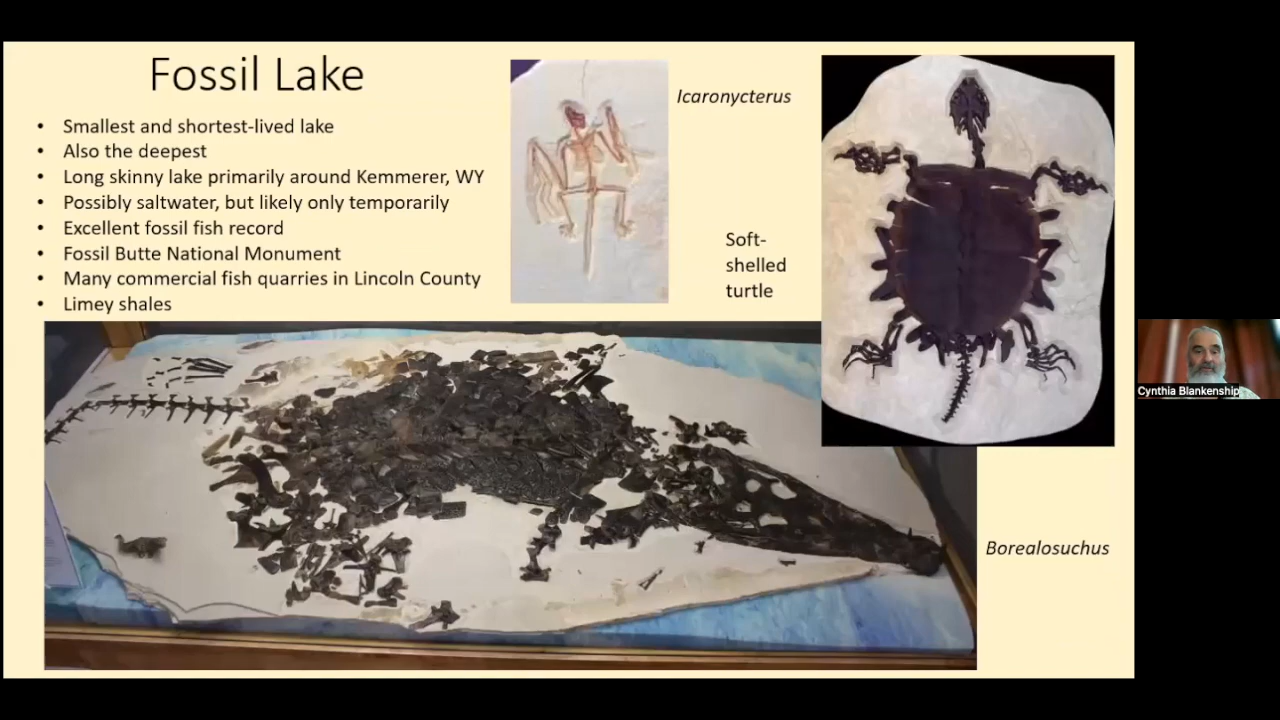 Fossil Lake
• Smallest and shortest-lived lake
• Also the deepest
• Long skinny lake primarily around Kemmerer, WY
• Possibly saltwater, but likely only temporarily
• Excellent fossil fish record
• Fossil Butte National Monument
• Many commercial fish quarries in Lincoln County
• Limey shales
Icaronycterus
Soft-
shelled
turtle
Borealosuchus
Cynthia Blankenship